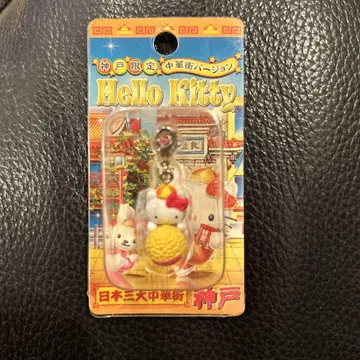 神戸限定 中華街バージョン
Hello Kitty
日本三大中華街 神戸